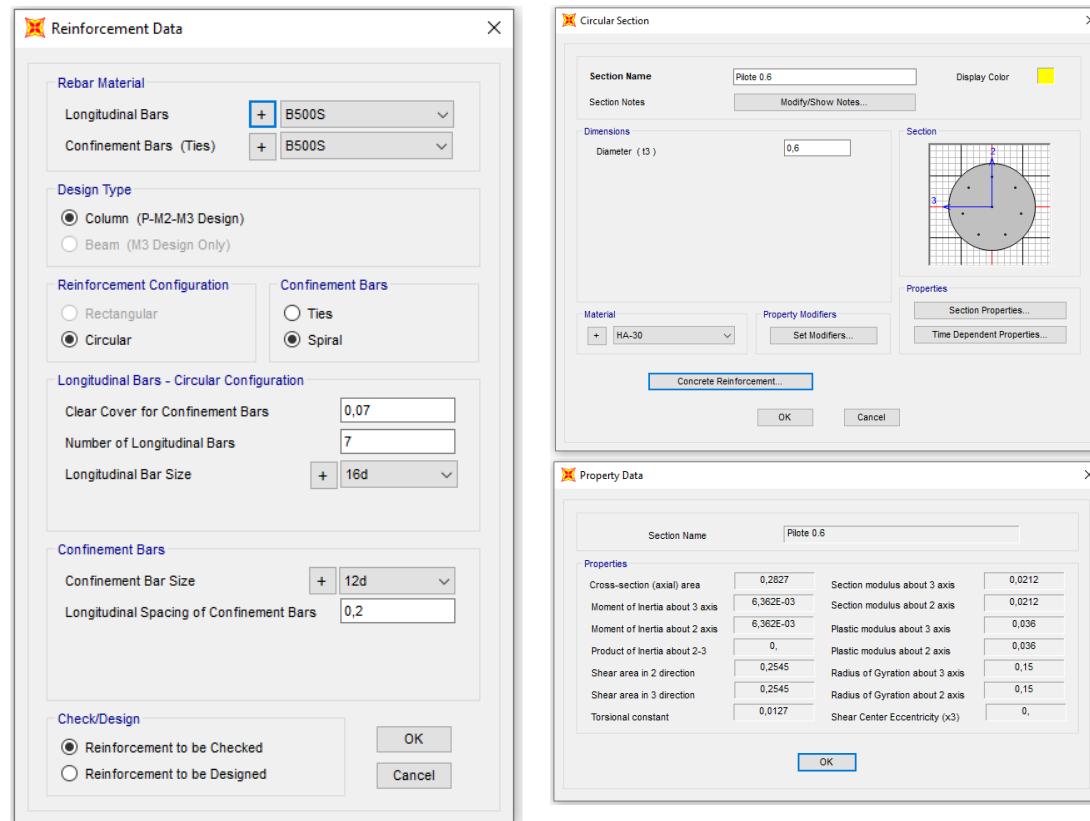 Reinforcement Data
Rebar Material
Longitudinal Bars + B500S
Confinement Bars (Ties) + B500S
Design Type
Column (P-M2-M3 Design)
Beam (M3 Design Only)
Reinforcement Configuration
Rectangular
Circular
Confinement Bars
Ties
Spiral
Longitudinal Bars - Circular Configuration
Clear Cover for Confinement Bars 0,07
Number of Longitudinal Bars 7
Longitudinal Bar Size + 16d
Confinement Bars
Confinement Bar Size + 12d
Longitudinal Spacing of Confinement Bars 0,2
Check/Design
Reinforcement to be Checked
Reinforcement to be Designed
OK
Cancel
Circular Section
Section Name Pilote 0.6 Display Color
Section Notes Modify/Show Notes...
Dimensions
Diameter ( t3 ) 0,6
Section
2
3
Properties
Section Properties...
Time Dependent Properties...
Material
+ HA-30
Property Modifiers
Set Modifiers...
Concrete Reinforcement...
OK Cancel
Property Data
Section Name Pilote 0.6
Properties
Cross-section (axial) area 0,2827 Section modulus about 3 axis 0,0212
Moment of Inertia about 3 axis 6,362E-03 Section modulus about 2 axis 0,0212
Moment of Inertia about 2 axis 6,362E-03 Plastic modulus about 3 axis 0,036
Product of Inertia about 2-3 0, Plastic modulus about 2 axis 0,036
Shear area in 2 direction 0,2545 Radius of Gyration about 3 axis 0,15
Shear area in 3 direction 0,2545 Radius of Gyration about 2 axis 0,15
Torsional constant 0,0127 Shear Center Eccentricity (x3) 0,
OK